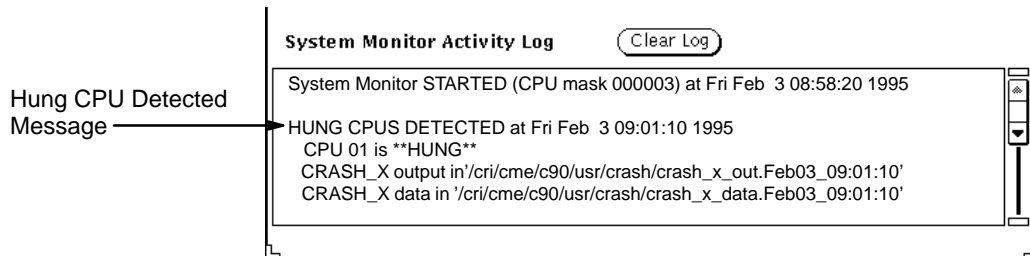 System Monitor Activity Log
Clear Log
System Monitor STARTED (CPU mask 000003) at Fri Feb  3 08:58:20 1995
Hung CPU Detected
Message
HUNG CPUS DETECTED at Fri Feb  3 09:01:10 1995
CPU 01 is **HUNG**
CRASH_X output in'/cri/cme/c90/usr/crash/crash_x_out.Feb03_09:01:10'
CRASH_X data in '/cri/cme/c90/usr/crash/crash_x_data.Feb03_09:01:10'